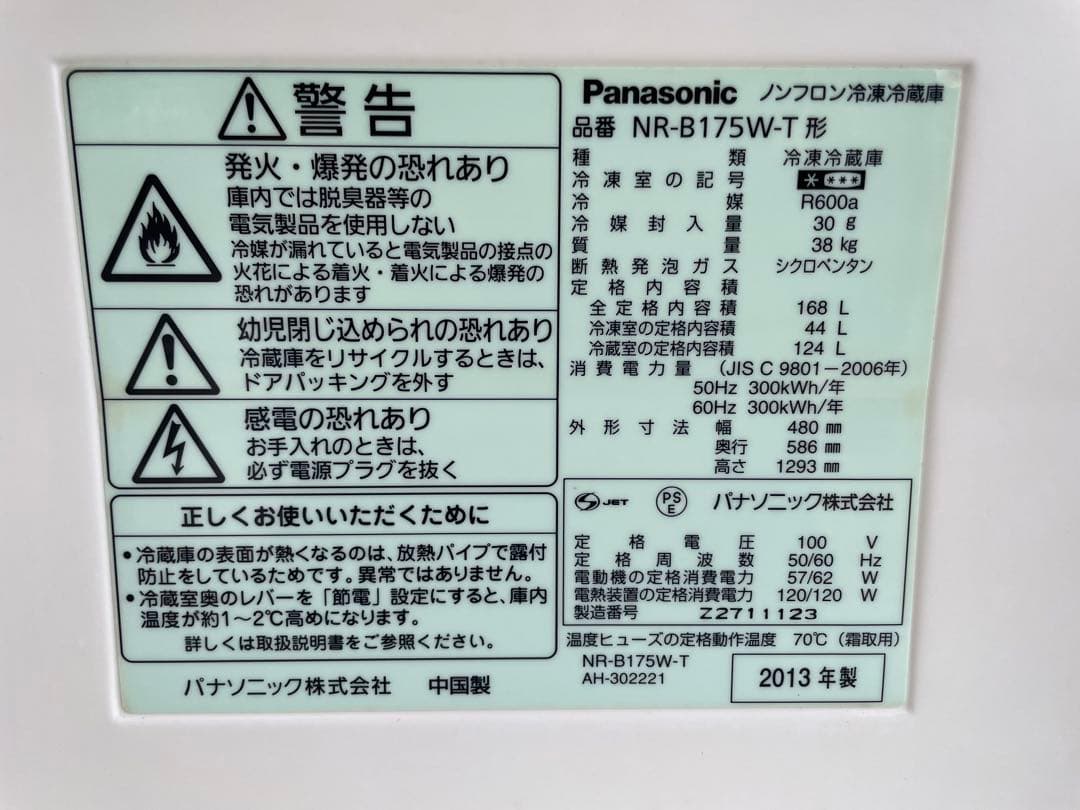 警告
発火・爆発の恐れあり
庫内では脱臭器等の
電気製品を使用しない
冷媒が漏れていると電気製品の接点の
火花による着火・着火による爆発の
恐れがあります
幼児閉じ込められの恐れあり
冷蔵庫をリサイクルするときは、
ドアパッキングを外す
感電の恐れあり
お手入れのときは、
必ず電源プラグを抜く
正しくお使いいただくために
・冷蔵庫の表面が熱くなるのは、放熱パイプで露付
防止をしているためです。異常ではありません。
・冷蔵室奥のレバーを「節電」設定にすると、庫内
温度が約1〜2℃高めになります。
詳しくは取扱説明書をご参照ください。
パナソニック株式会社 中国製
Panasonic ノンフロン冷凍冷蔵庫
品番 NR-B175W-T 形
種類 冷凍冷蔵庫
冷凍室の記号 * ***
冷媒 R600a
冷媒封入量 30 g
質量 38 kg
断熱発泡ガス シクロペンタン
定格内容積
全定格内容積 168 L
冷凍室の定格内容積 44 L
冷蔵室の定格内容積 124 L
消費電力量 (JIS C 9801-2006年)
50Hz 300kWh/年
60Hz 300kWh/年
外形寸法 幅 480 mm
奥行 586 mm
高さ 1293 mm
S JET PS E パナソニック株式会社
定格電圧 100 V
定格周波数 50/60 Hz
電動機の定格消費電力 57/62 W
電熱装置の定格消費電力 120/120 W
製造番号 Z2711123
温度ヒューズの定格動作温度 70℃(霜取用)
NR-B175W-T
AH-302221
2013 年製